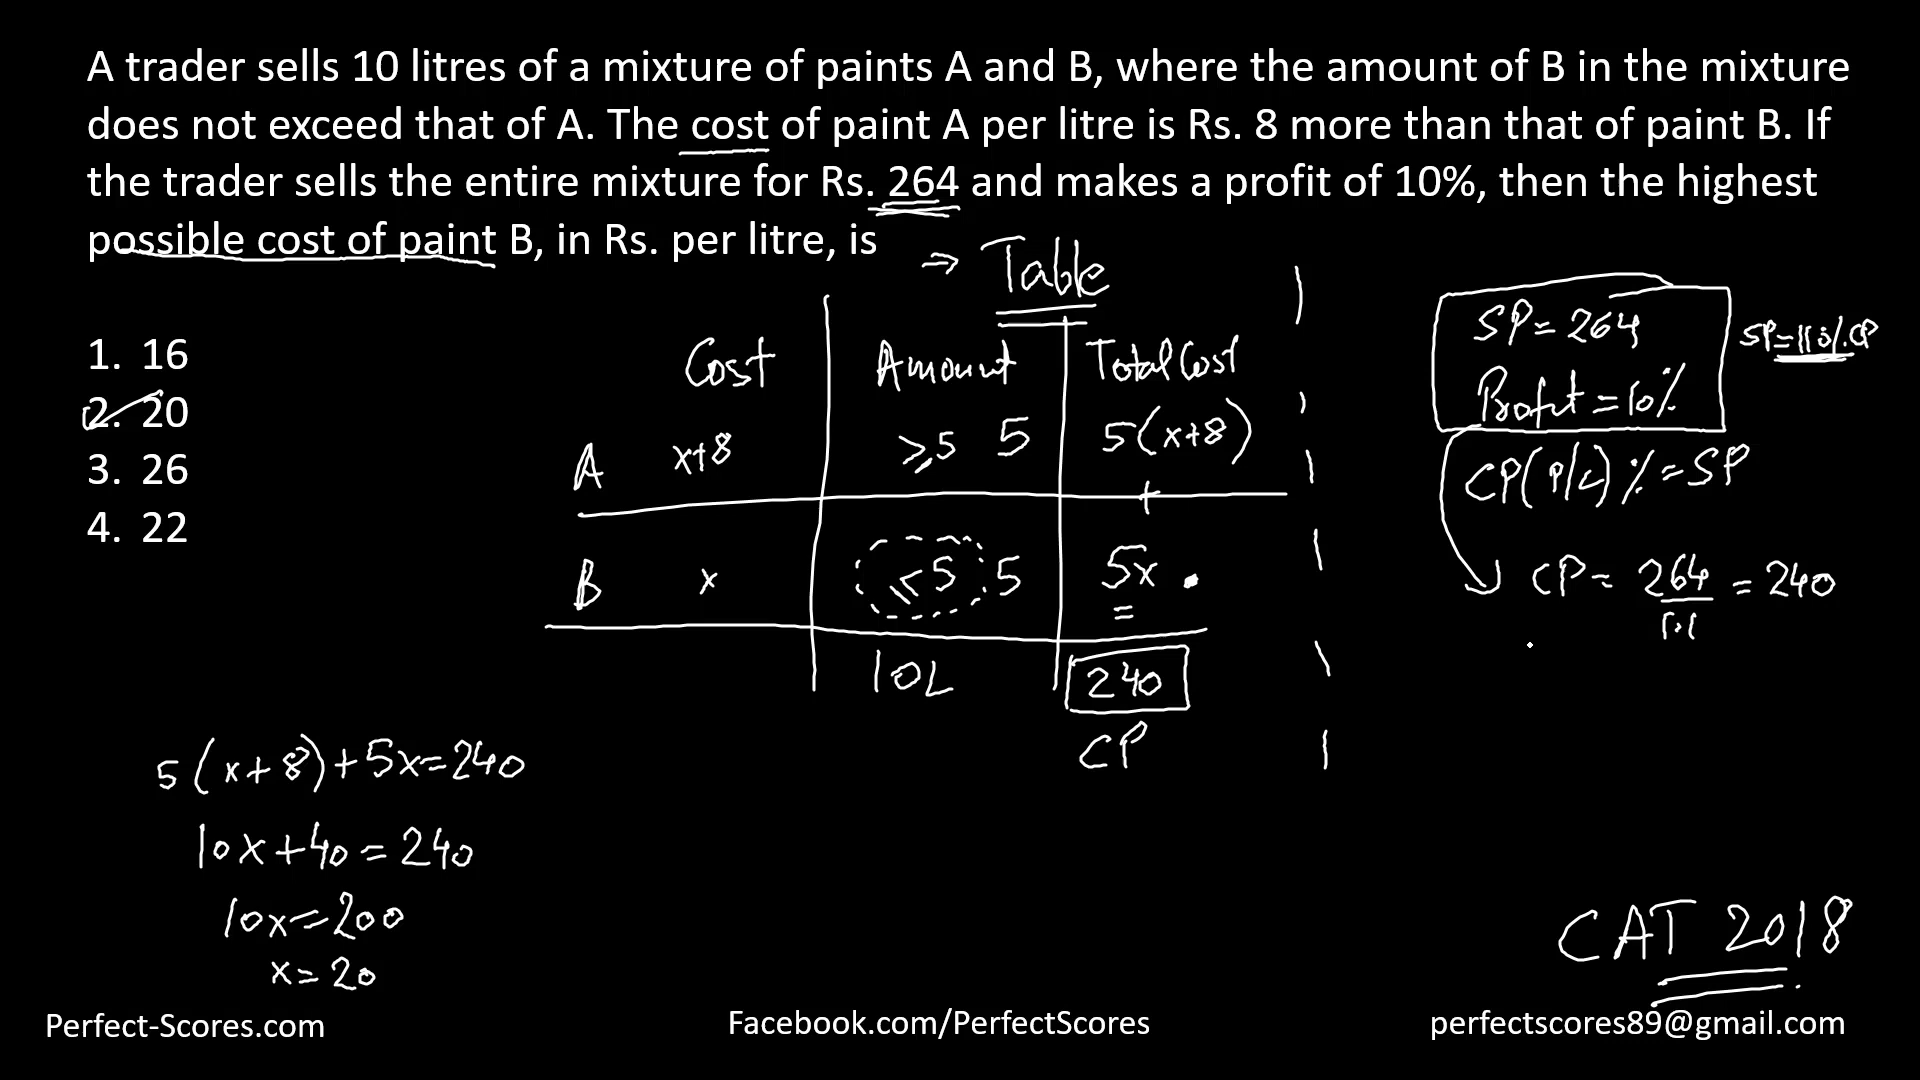 A trader sells 10 litres of a mixture of paints A and B, where the amount of B in the mixture
does not exceed that of A. The cost of paint A per litre is Rs. 8 more than that of paint B. If
the trader sells the entire mixture for Rs. 264 and makes a profit of 10%, then the highest
possible cost of paint B, in Rs. per litre, is
⇒ Table
1. 16
2. 20
3. 26
4. 22
Cost Amount Total Cost
A x+8 ≥5 5 5(x+8)
+
B x ≤5 5 5x
=
10L 240
CP
SP=264
Profit=10%
SP=110%.CP
CP(P/L)%=SP
CP= 264/1.1 = 240
5(x+8)+5x=240
10x+40=240
10x=200
x=20
CAT 2018
Perfect-Scores.com
Facebook.com/PerfectScores
perfectscores89@gmail.com